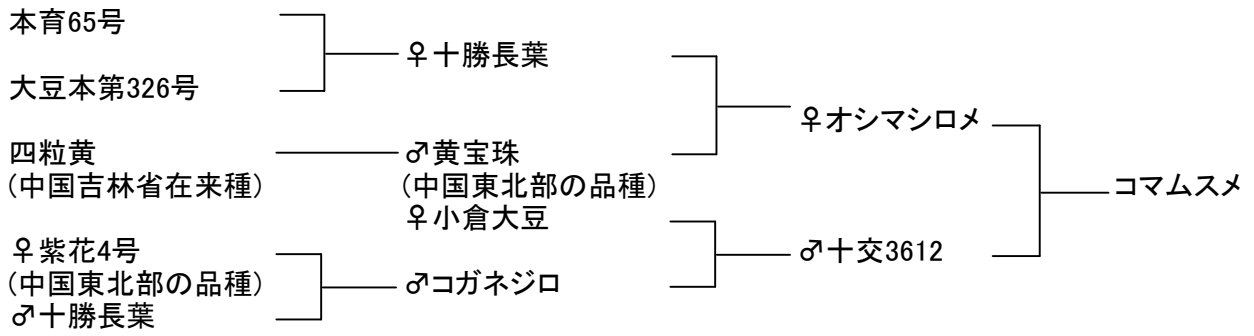 本育65号
♀十勝長葉
大豆本第326号
♀オシマシロメ
四粒黄
(中国吉林省在来種)
♂黄宝珠
(中国東北部の品種)
コマムスメ
♀小倉大豆
♀紫花4号
(中国東北部の品種)
♂十勝長葉
♂コガネジロ
♂十交3612